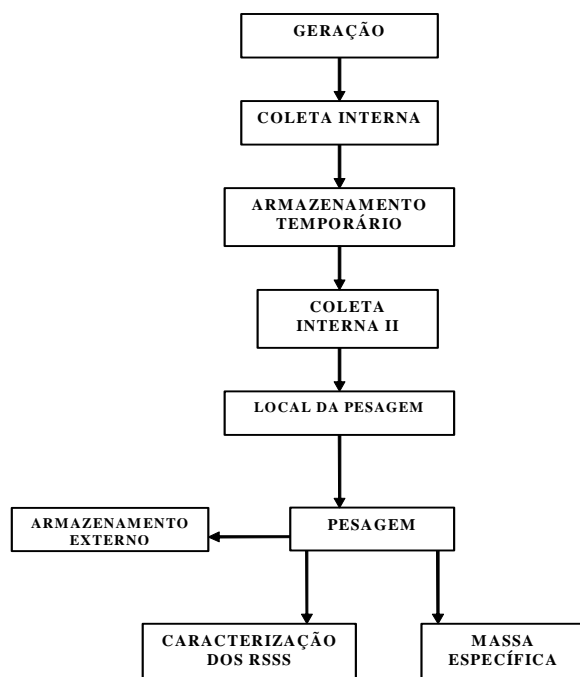 GERAÇÃO
COLETA INTERNA
ARMAZENAMENTO
TEMPORÁRIO
COLETA
INTERNA II
LOCAL DA PESAGEM
ARMAZENAMENTO
EXTERNO
PESAGEM
CARACTERIZAÇÃO
DOS RSSS
MASSA
ESPECÍFICA